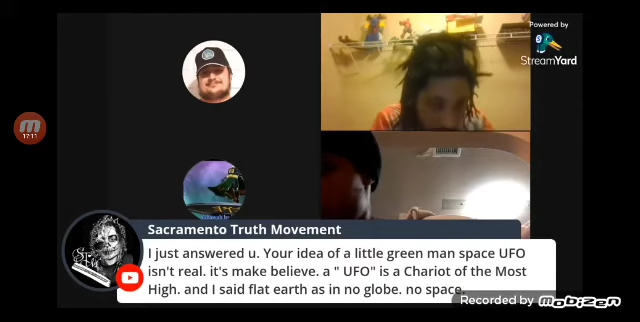 Powered by
StreamYard
17:11
Sacramento Truth Movement
I just answered u. Your idea of a little green man space UFO
isn't real. it's make believe. a " UFO" is a Chariot of the Most
High. and I said flat earth as in no globe. no space.
Recorded by mobizen